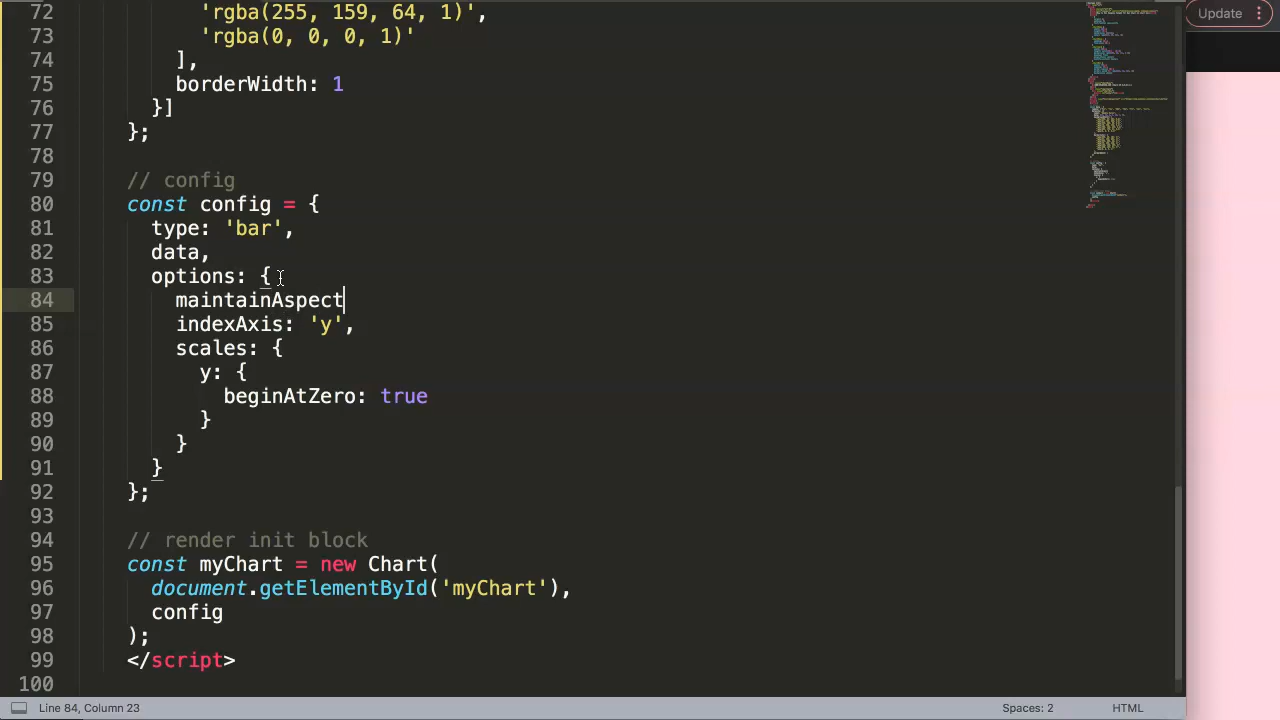 Update
72 'rgba(255, 159, 64, 1)',
73 'rgba(0, 0, 0, 1)'
74 ],
75 borderWidth: 1
76 }]
77 };
78
79 // config
80 const config = {
81 type: 'bar',
82 data,
83 options: {
84 maintainAspect
85 indexAxis: 'y',
86 scales: {
87 y: {
88 beginAtZero: true
89 }
90 }
91 }
92 };
93
94 // render init block
95 const myChart = new Chart(
96 document.getElementById('myChart'),
97 config
98 );
99 </script>
100
Line 84, Column 23 Spaces: 2 HTML